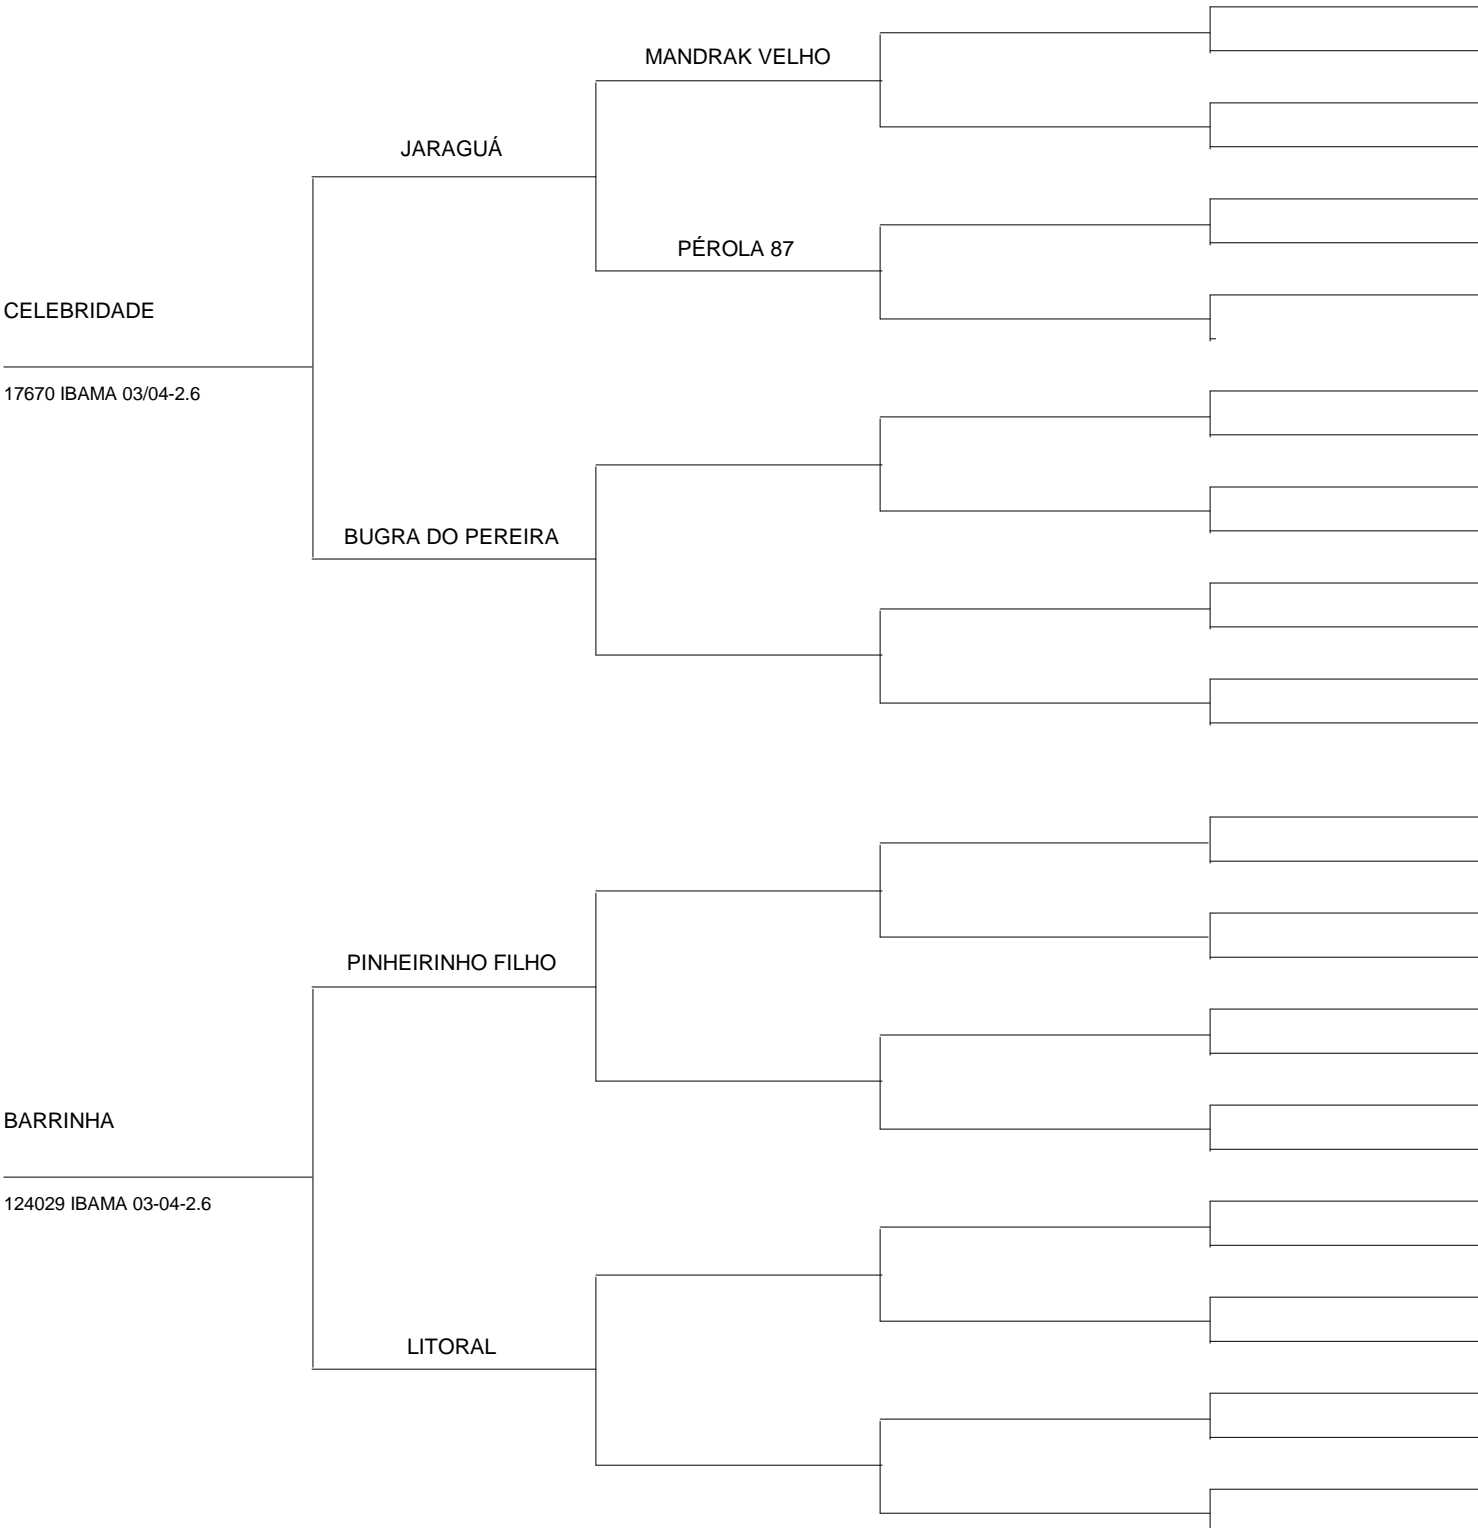 MANDRAK VELHO
JARAGUÁ
PÉROLA 87
CELEBRIDADE
17670 IBAMA 03/04-2.6
BUGRA DO PEREIRA
PINHEIRINHO FILHO
BARRINHA
124029 IBAMA 03-04-2.6
LITORAL